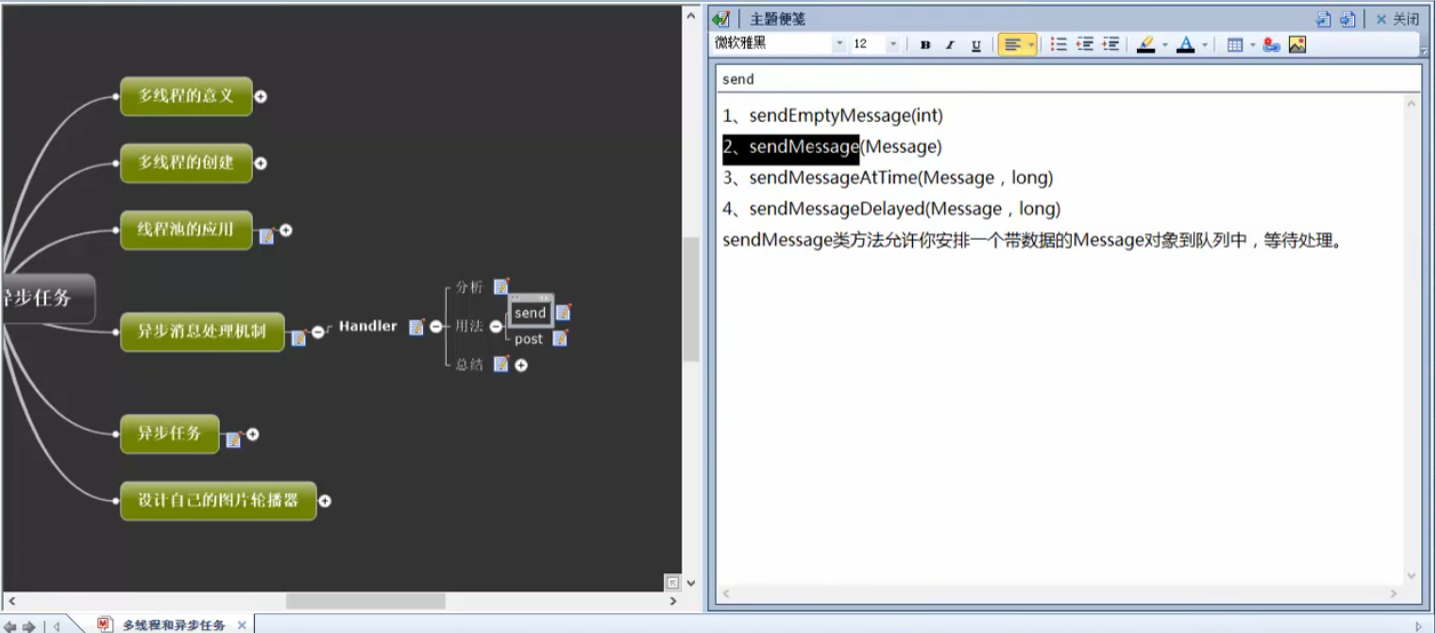 多线程的意义
多线程的创建
线程池的应用
步任务
异步消息处理机制
Handler
分析
用法
send
post
总结
异步任务
设计自己的图片轮播器
多线程和异步任务
主题便笺
关闭
微软雅黑
12
B I U
A
send
1、sendEmptyMessage(int)
2、sendMessage(Message)
3、sendMessageAtTime(Message，long)
4、sendMessageDelayed(Message，long)
sendMessage类方法允许你安排一个带数据的Message对象到队列中，等待处理。